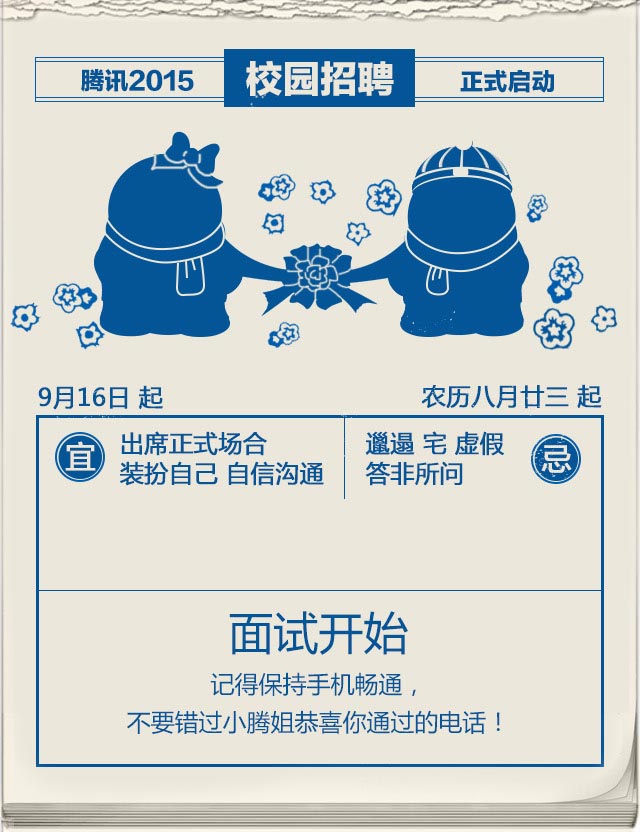 腾讯2015 校园招聘 正式启动
9月16日 起
农历八月廿三 起
宜
出席正式场合
装扮自己 自信沟通
邋遢 宅 虚假
答非所问
忌
面试开始
记得保持手机畅通，
不要错过小腾姐恭喜你通过的电话！